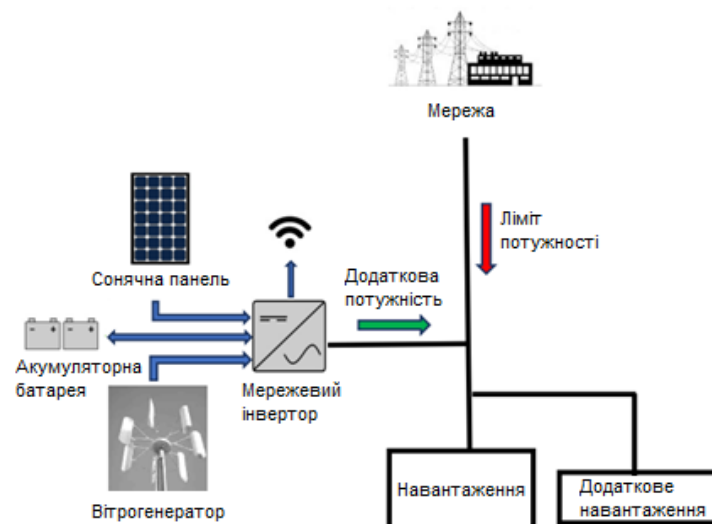 Мережа
Ліміт
потужності
Сонячна панель
Додаткова
потужність
Акумуляторна
батарея
Мережевий
інвертор
Вітрогенератор
Навантаження
Додаткове
навантаження